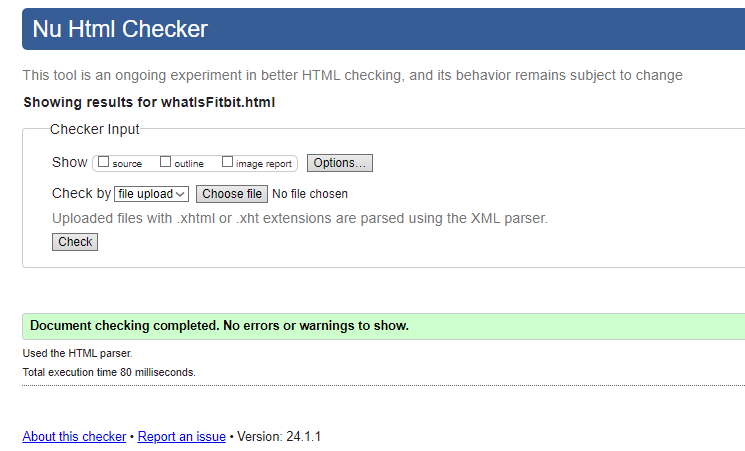 Nu Html Checker
This tool is an ongoing experiment in better HTML checking, and its behavior remains subject to change
Showing results for whatIsFitbit.html
Checker Input
Show source outline image report Options...
Check by file upload Choose file No file chosen
Uploaded files with .xhtml or .xht extensions are parsed using the XML parser.
Check
Document checking completed. No errors or warnings to show.
Used the HTML parser.
Total execution time 80 milliseconds.
About this checker • Report an issue • Version: 24.1.1